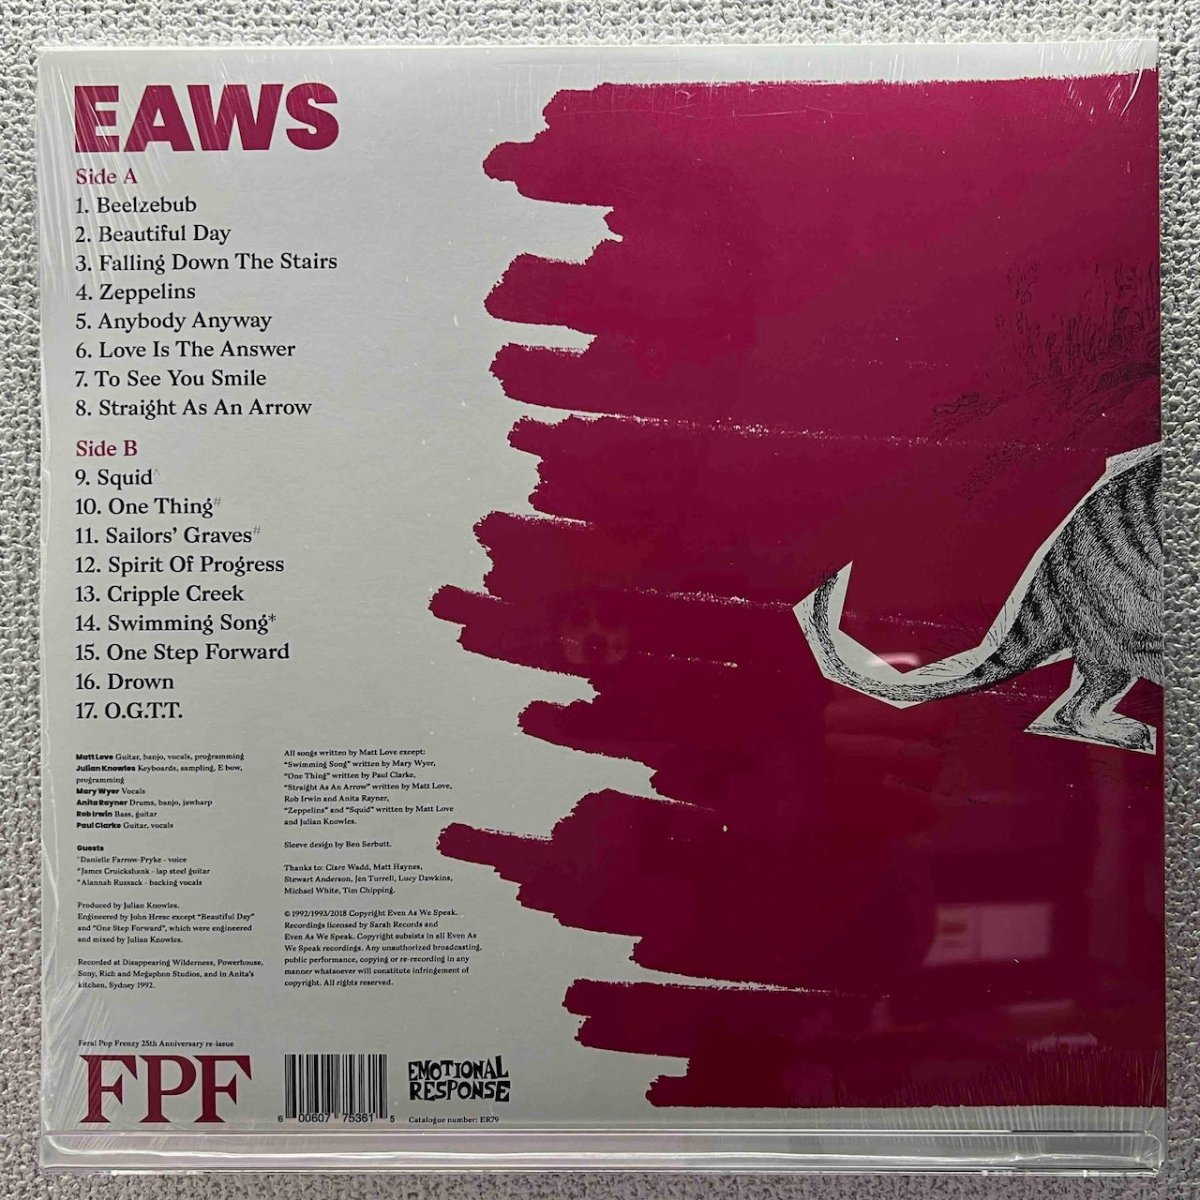 EAWS
Side A
1. Beelzebub
2. Beautiful Day
3. Falling Down The Stairs
4. Zeppelins
5. Anybody Anyway
6. Love Is The Answer
7. To See You Smile
8. Straight As An Arrow
Side B
9. Squid^
10. One Thing#
11. Sailors' Graves#
12. Spirit Of Progress
13. Cripple Creek
14. Swimming Song*
15. One Step Forward
16. Drown
17. O.G.T.T.
Matt Love Guitar, banjo, vocals, programming
Julian Knowles Keyboards, sampling, E bow,
programming
Mary Wyer Vocals
Anita Rayner Drums, banjo, jawharp
Rob Irwin Bass, guitar
Paul Clarke Guitar, vocals
Guests
^Danielle Farrow-Pryke - voice
*James Cruickshank - lap steel guitar
Alannah Russack - backing vocals
Produced by Julian Knowles.
Engineered by John Hresc except "Beautiful Day"
and "One Step Forward", which were engineered
and mixed by Julian Knowles.
Recorded at Disappearing Wilderness, Powerhouse,
Sony, Rich and Megaphon Studios, and in Anita's
kitchen, Sydney 1992.
All songs written by Matt Love except:
"Swimming Song" written by Mary Wyer,
"One Thing" written by Paul Clarke,
"Straight As An Arrow" written by Matt Love,
Rob Irwin and Anita Rayner,
"Zeppelins" and "Squid" written by Matt Love
and Julian Knowles.
Sleeve design by Ben Serbutt.
Thanks to: Clare Wadd, Matt Haynes,
Stewart Anderson, Jen Turrell, Lucy Dawkins,
Michael White, Tim Chipping.
© 1992/1993/2018 Copyright Even As We Speak.
Recordings licensed by Sarah Records and
Even As We Speak. Copyright subsists in all Even As
We Speak recordings. Any unauthorized broadcasting,
public performance, copying or re-recording in any
manner whatsoever will constitute infringement of
copyright. All rights reserved.
Feral Pop Frenzy 25th Anniversary re-issue
FPF
6 00607 75361 5
EMOTIONAL
RESPONSE
Catalogue number: ER79